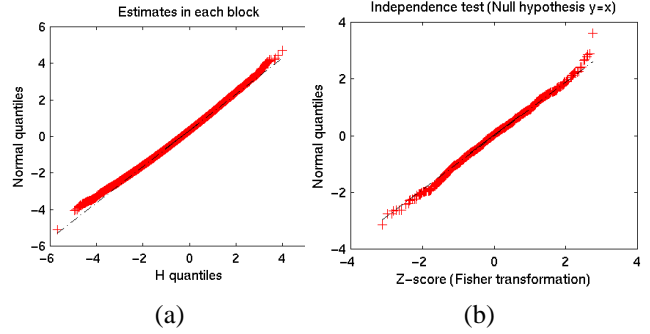 Estimates in each block
6
4
2
0
−2
−4
−6
Normal quantiles
−6 −4 −2 0 2 4 6
H quantiles
(a)
Independence test (Null hypothesis y=x)
4
2
0
−2
−4
Normal quantiles
−4 −2 0 2 4
Z-score (Fisher transformation)
(b)